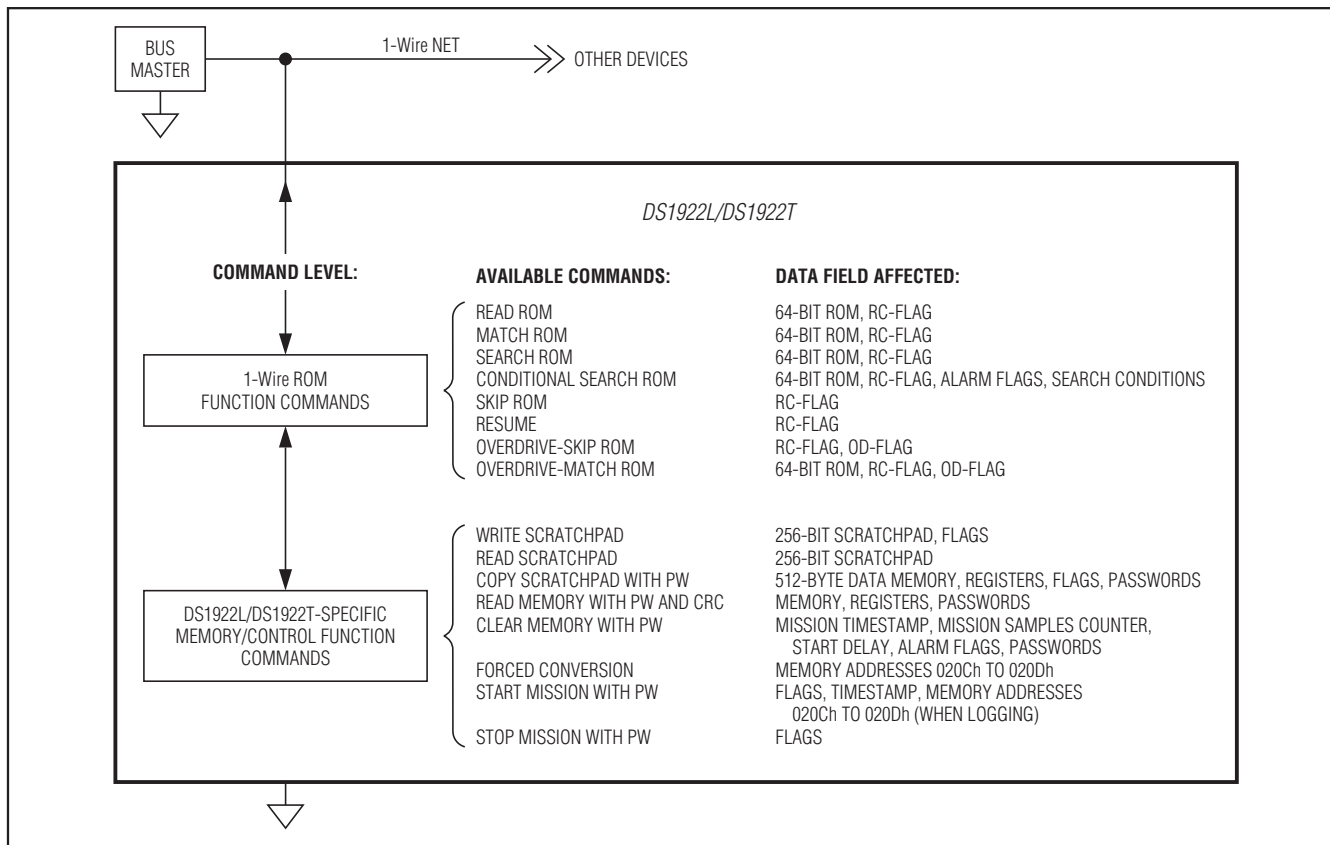 BUS
MASTER
1-Wire NET
OTHER DEVICES
DS1922L/DS1922T
COMMAND LEVEL:
AVAILABLE COMMANDS:
DATA FIELD AFFECTED:
1-Wire ROM
FUNCTION COMMANDS
READ ROM
64-BIT ROM, RC-FLAG
MATCH ROM
64-BIT ROM, RC-FLAG
SEARCH ROM
64-BIT ROM, RC-FLAG
CONDITIONAL SEARCH ROM
64-BIT ROM, RC-FLAG, ALARM FLAGS, SEARCH CONDITIONS
SKIP ROM
RC-FLAG
RESUME
RC-FLAG
OVERDRIVE-SKIP ROM
RC-FLAG, OD-FLAG
OVERDRIVE-MATCH ROM
64-BIT ROM, RC-FLAG, OD-FLAG
DS1922L/DS1922T-SPECIFIC
MEMORY/CONTROL FUNCTION
COMMANDS
WRITE SCRATCHPAD
256-BIT SCRATCHPAD, FLAGS
READ SCRATCHPAD
256-BIT SCRATCHPAD
COPY SCRATCHPAD WITH PW
512-BYTE DATA MEMORY, REGISTERS, FLAGS, PASSWORDS
READ MEMORY WITH PW AND CRC
MEMORY, REGISTERS, PASSWORDS
CLEAR MEMORY WITH PW
MISSION TIMESTAMP, MISSION SAMPLES COUNTER,
START DELAY, ALARM FLAGS, PASSWORDS
FORCED CONVERSION
MEMORY ADDRESSES 020Ch TO 020Dh
START MISSION WITH PW
FLAGS, TIMESTAMP, MEMORY ADDRESSES
020Ch TO 020Dh (WHEN LOGGING)
STOP MISSION WITH PW
FLAGS